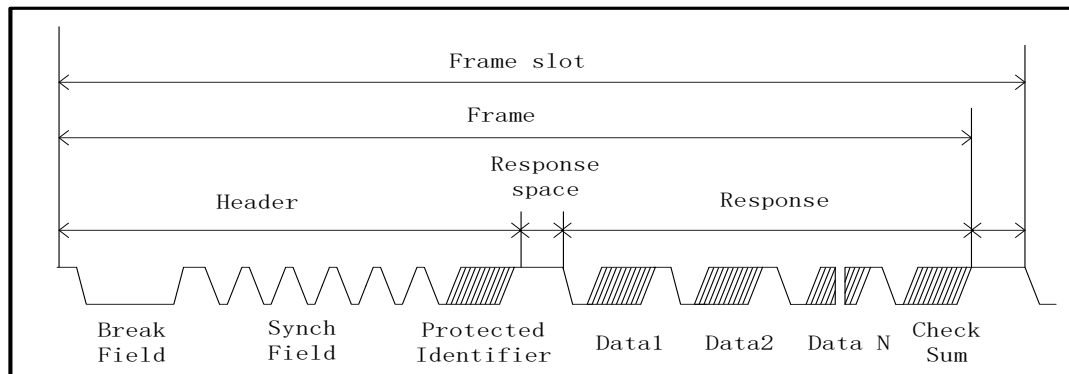 Frame slot
Frame
Response
space
Header
Response
Break
Field
Synch
Field
Protected
Identifier
Data1
Data2
Data N
Check
Sum